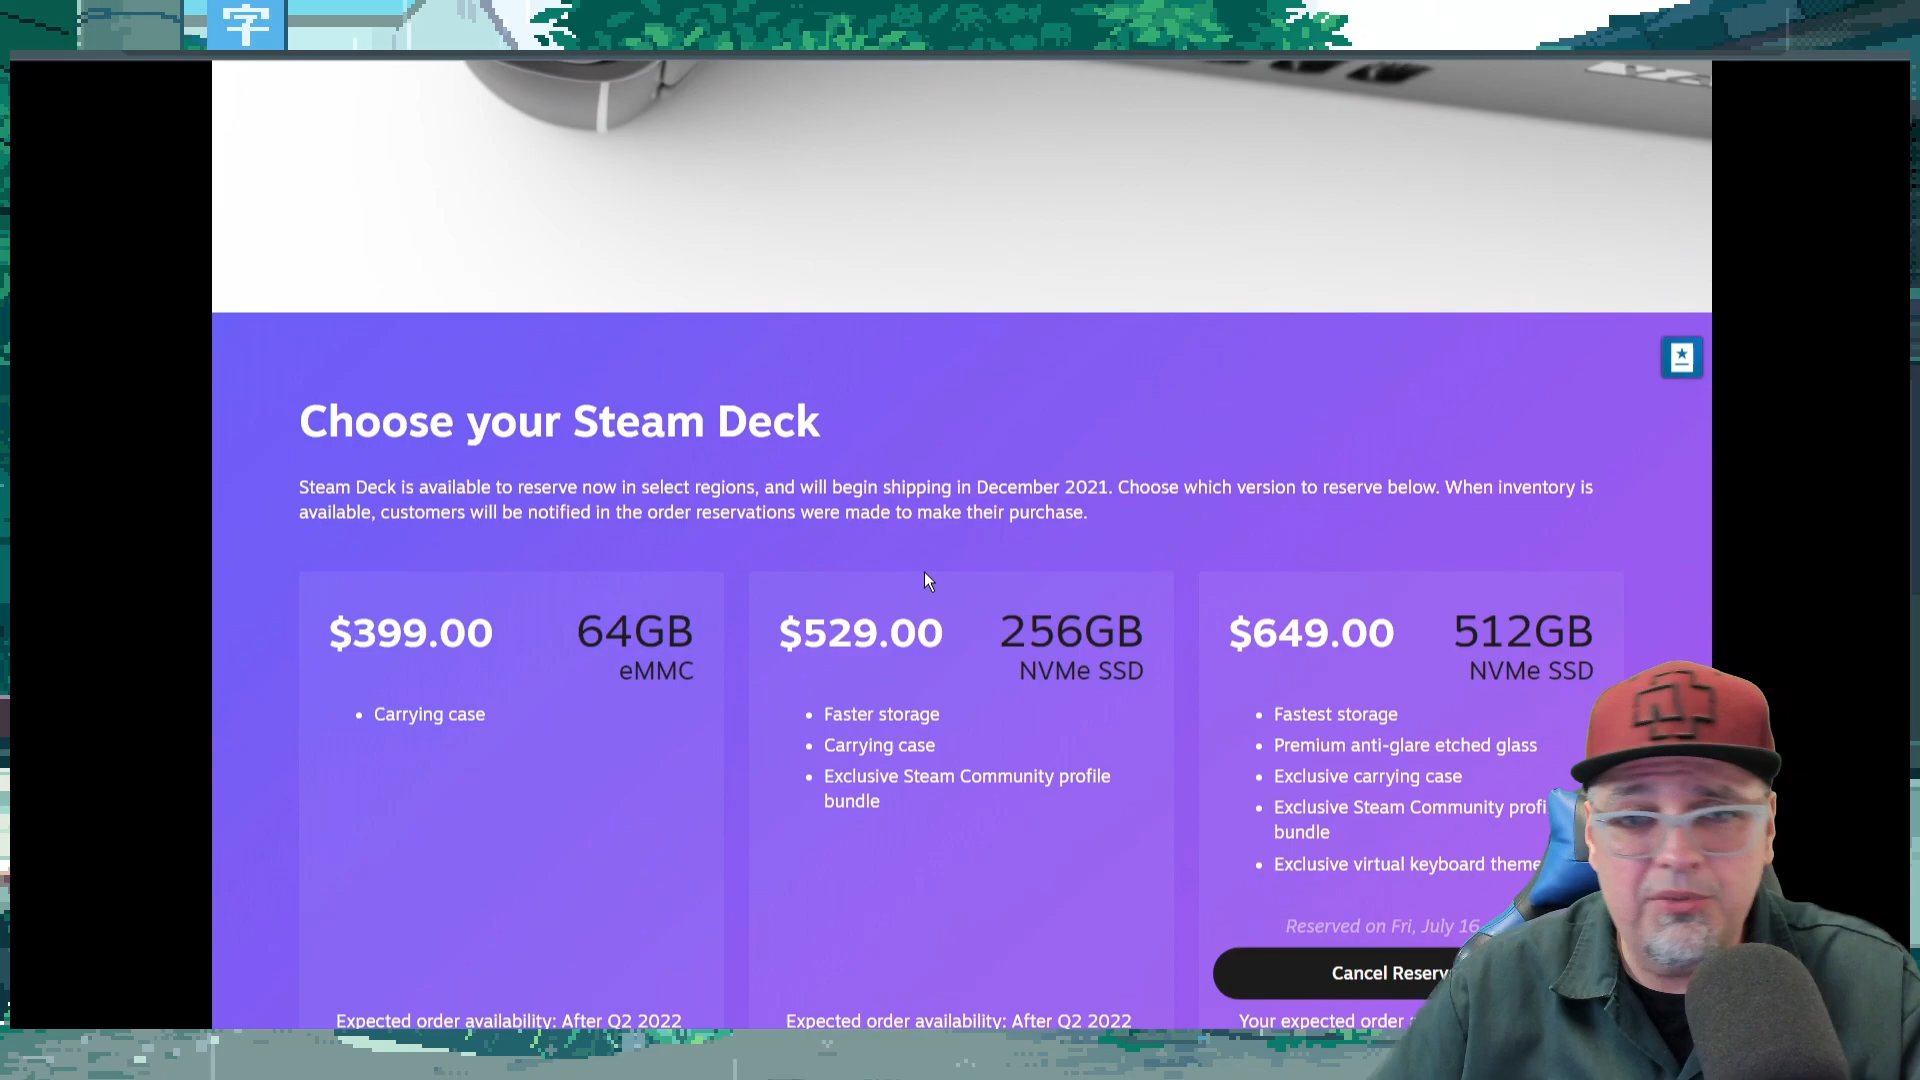 字
Choose your Steam Deck
Steam Deck is available to reserve now in select regions, and will begin shipping in December 2021. Choose which version to reserve below. When inventory is
available, customers will be notified in the order reservations were made to make their purchase.
$399.00
64GB
eMMC
• Carrying case
Expected order availability: After Q2 2022
$529.00
256GB
NVMe SSD
• Faster storage
• Carrying case
• Exclusive Steam Community profile
bundle
Expected order availability: After Q2 2022
$649.00
512GB
NVMe SSD
• Fastest storage
• Premium anti-glare etched glass
• Exclusive carrying case
• Exclusive Steam Community profi
bundle
• Exclusive virtual keyboard theme
Reserved on Fri, July 16
Cancel Reserv
Your expected order